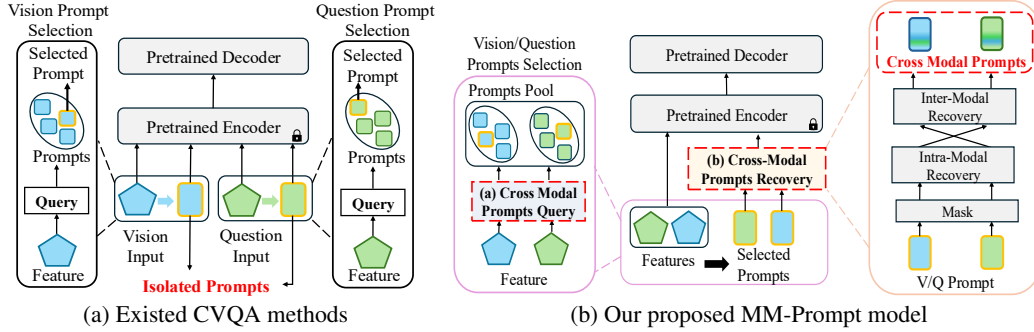 Vision Prompt
Selection
Selected
Prompt
Prompts
Query
Feature
Pretrained Decoder
Pretrained Encoder
Vision
Input
Question
Input
Isolated Prompts
Question Prompt
Selection
Selected
Prompt
Prompts
Query
Feature
(a) Existed CVQA methods
Vision/Question
Prompts Selection
Prompts Pool
(a) Cross Modal
Prompts Query
Feature
Pretrained Decoder
Pretrained Encoder
(b) Cross-Modal
Prompts Recovery
Features
Selected
Prompts
Cross Modal Prompts
Inter-Modal
Recovery
Intra-Modal
Recovery
Mask
V/Q Prompt
(b) Our proposed MM-Prompt model